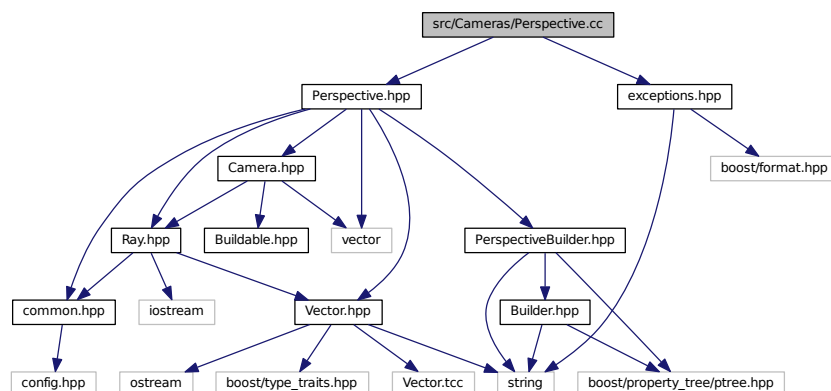 src/Cameras/Perspective.cc
Perspective.hpp
exceptions.hpp
Camera.hpp
boost/format.hpp
Ray.hpp
Buildable.hpp
vector
PerspectiveBuilder.hpp
common.hpp
iostream
Vector.hpp
Builder.hpp
config.hpp
ostream
boost/type_traits.hpp
Vector.tcc
string
boost/property_tree/ptree.hpp